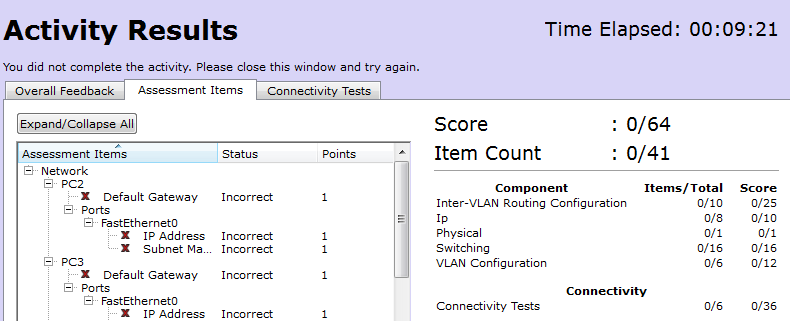 Activity Results
Time Elapsed: 00:09:21
You did not complete the activity. Please close this window and try again.
Overall Feedback Assessment Items Connectivity Tests
Expand/Collapse All
Assessment Items Status Points
Network
PC2
Default Gateway Incorrect 1
Ports
FastEthernet0
IP Address Incorrect 1
Subnet Ma... Incorrect 1
PC3
Default Gateway Incorrect 1
Ports
FastEthernet0
IP Address Incorrect 1
Score : 0/64
Item Count : 0/41
Component Items/Total Score
Inter-VLAN Routing Configuration 0/10 0/25
Ip 0/8 0/10
Physical 0/1 0/1
Switching 0/16 0/16
VLAN Configuration 0/6 0/12
Connectivity
Connectivity Tests 0/6 0/36